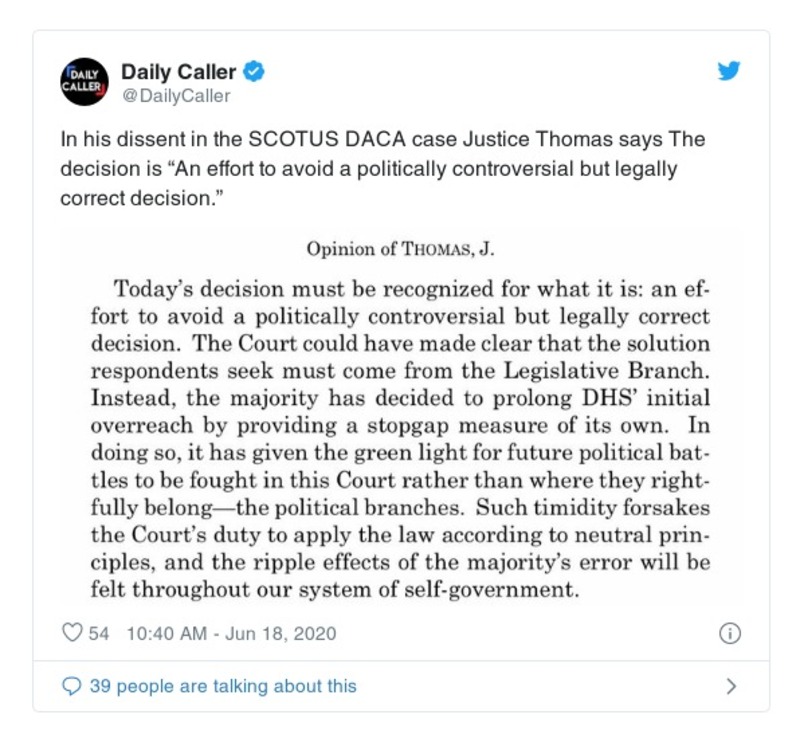 DAILY
CALLER
Daily Caller
@DailyCaller
In his dissent in the SCOTUS DACA case Justice Thomas says The
decision is “An effort to avoid a politically controversial but legally
correct decision.”
Opinion of THOMAS, J.
Today’s decision must be recognized for what it is: an ef-
fort to avoid a politically controversial but legally correct
decision. The Court could have made clear that the solution
respondents seek must come from the Legislative Branch.
Instead, the majority has decided to prolong DHS’ initial
overreach by providing a stopgap measure of its own. In
doing so, it has given the green light for future political bat-
tles to be fought in this Court rather than where they right-
fully belong—the political branches. Such timidity forsakes
the Court’s duty to apply the law according to neutral prin-
ciples, and the ripple effects of the majority’s error will be
felt throughout our system of self-government.
54 10:40 AM - Jun 18, 2020
39 people are talking about this